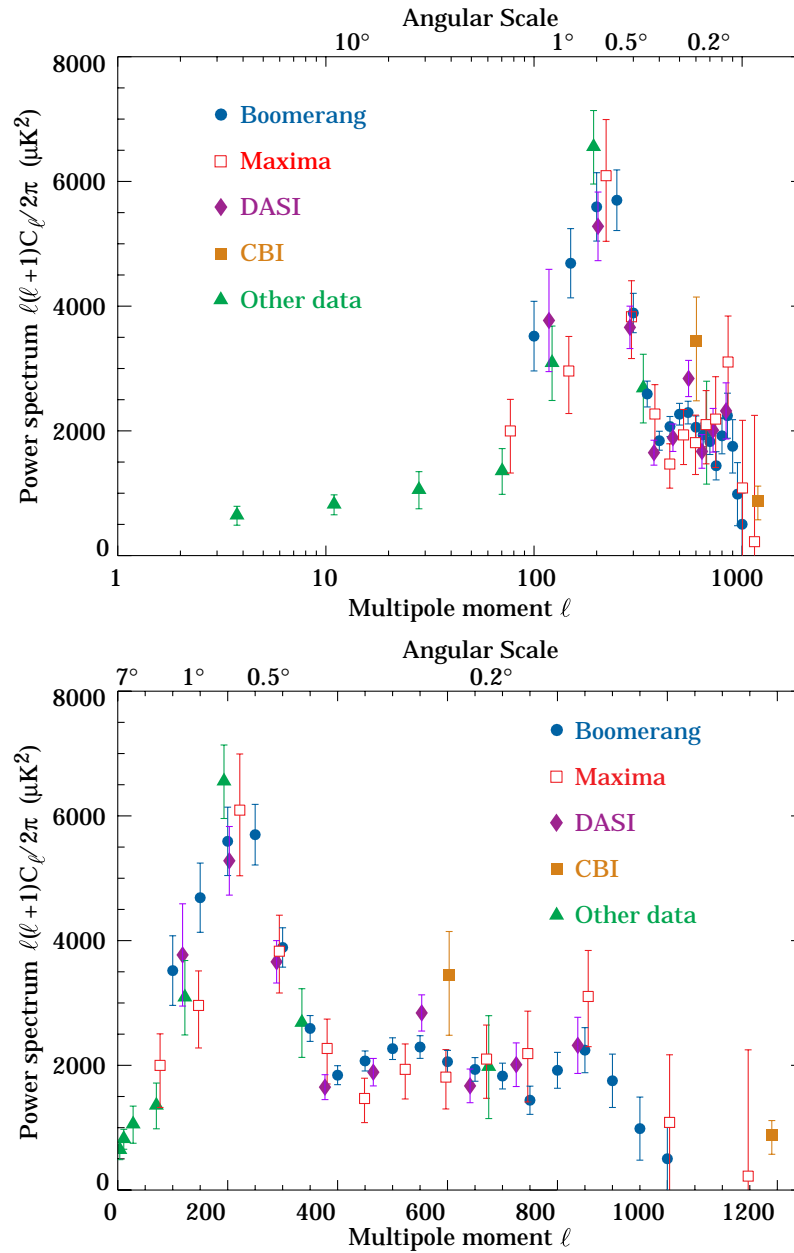 Angular Scale
10° 1° 0.5° 0.2°
8000
6000
4000
2000
0
Power spectrum ℓ(ℓ+1)Cℓ/2π (μK²)
Boomerang
Maxima
DASI
CBI
Other data
1 10 100 1000
Multipole moment ℓ
Angular Scale
7° 1° 0.5° 0.2°
8000
6000
4000
2000
0
Power spectrum ℓ(ℓ+1)Cℓ/2π (μK²)
Boomerang
Maxima
DASI
CBI
Other data
0 200 400 600 800 1000 1200
Multipole moment ℓ